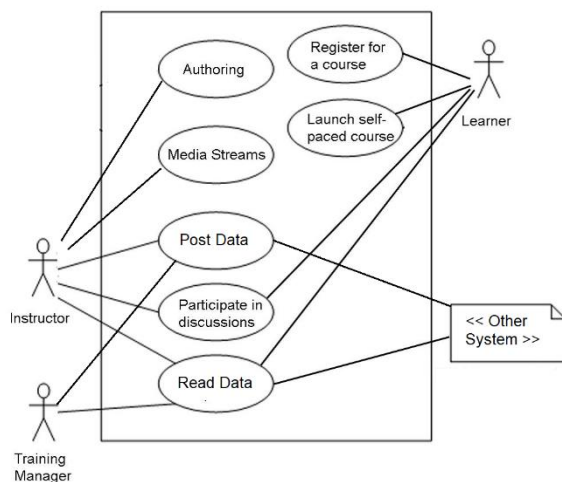 Authoring
Register for
a course
Launch self-
paced course
Learner
Media Streams
Post Data
Instructor
Participate in
discussions
<< Other
System >>
Read Data
Training
Manager